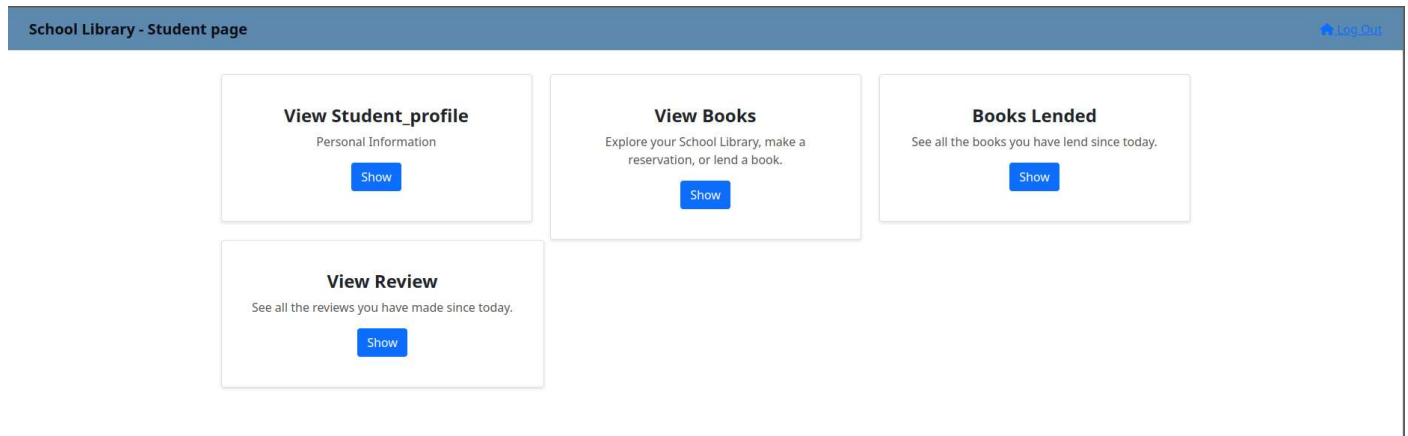 School Library - Student page
Log Out
View Student_profile
Personal Information
Show
View Books
Explore your School Library, make a
reservation, or lend a book.
Show
Books Lended
See all the books you have lend since today.
Show
View Review
See all the reviews you have made since today.
Show